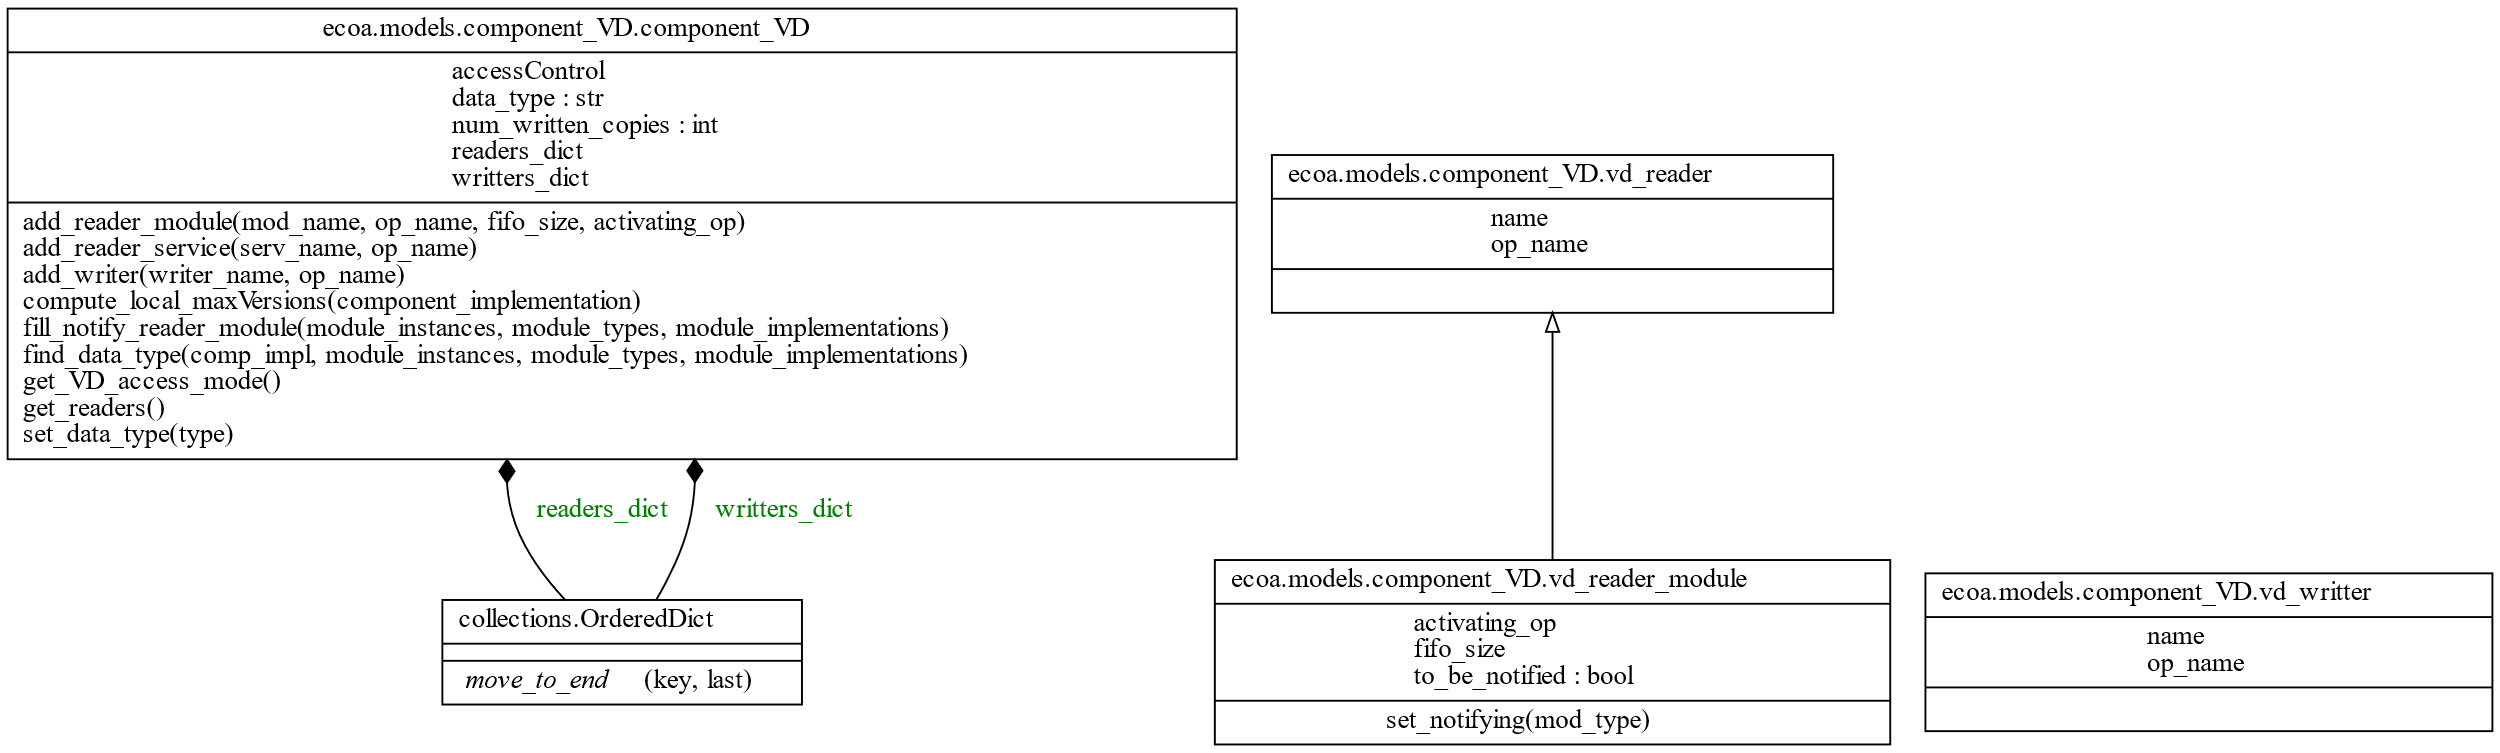 ecoa.models.component_VD.component_VD
accessControl
data_type : str
num_written_copies : int
readers_dict
writters_dict
add_reader_module(mod_name, op_name, fifo_size, activating_op)
add_reader_service(serv_name, op_name)
add_writer(writer_name, op_name)
compute_local_maxVersions(component_implementation)
fill_notify_reader_module(module_instances, module_types, module_implementations)
find_data_type(comp_impl, module_instances, module_types, module_implementations)
get_VD_access_mode()
get_readers()
set_data_type(type)
readers_dict
writters_dict
collections.OrderedDict
move_to_end (key, last)
ecoa.models.component_VD.vd_reader
name
op_name
ecoa.models.component_VD.vd_reader_module
activating_op
fifo_size
to_be_notified : bool
set_notifying(mod_type)
ecoa.models.component_VD.vd_writter
name
op_name